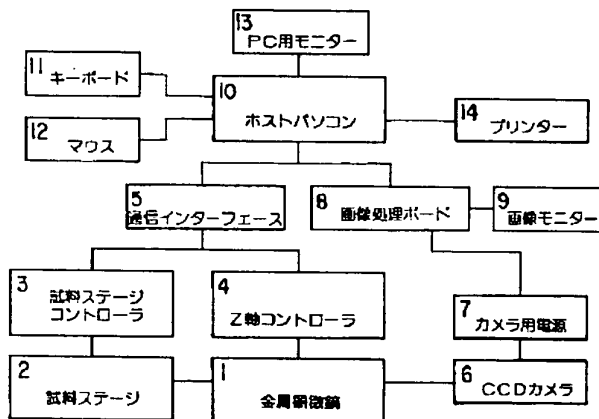 13
PC用モニター
11
キーボード
10
ホストパソコン
12
マウス
14
プリンター
5
通信インターフェース
8
画像処理ボード
9
画像モニター
3
試料ステージ
コントローラ
4
Z軸コントローラ
7
カメラ用電源
2
試料ステージ
1
金属顕微鏡
6
CCDカメラ